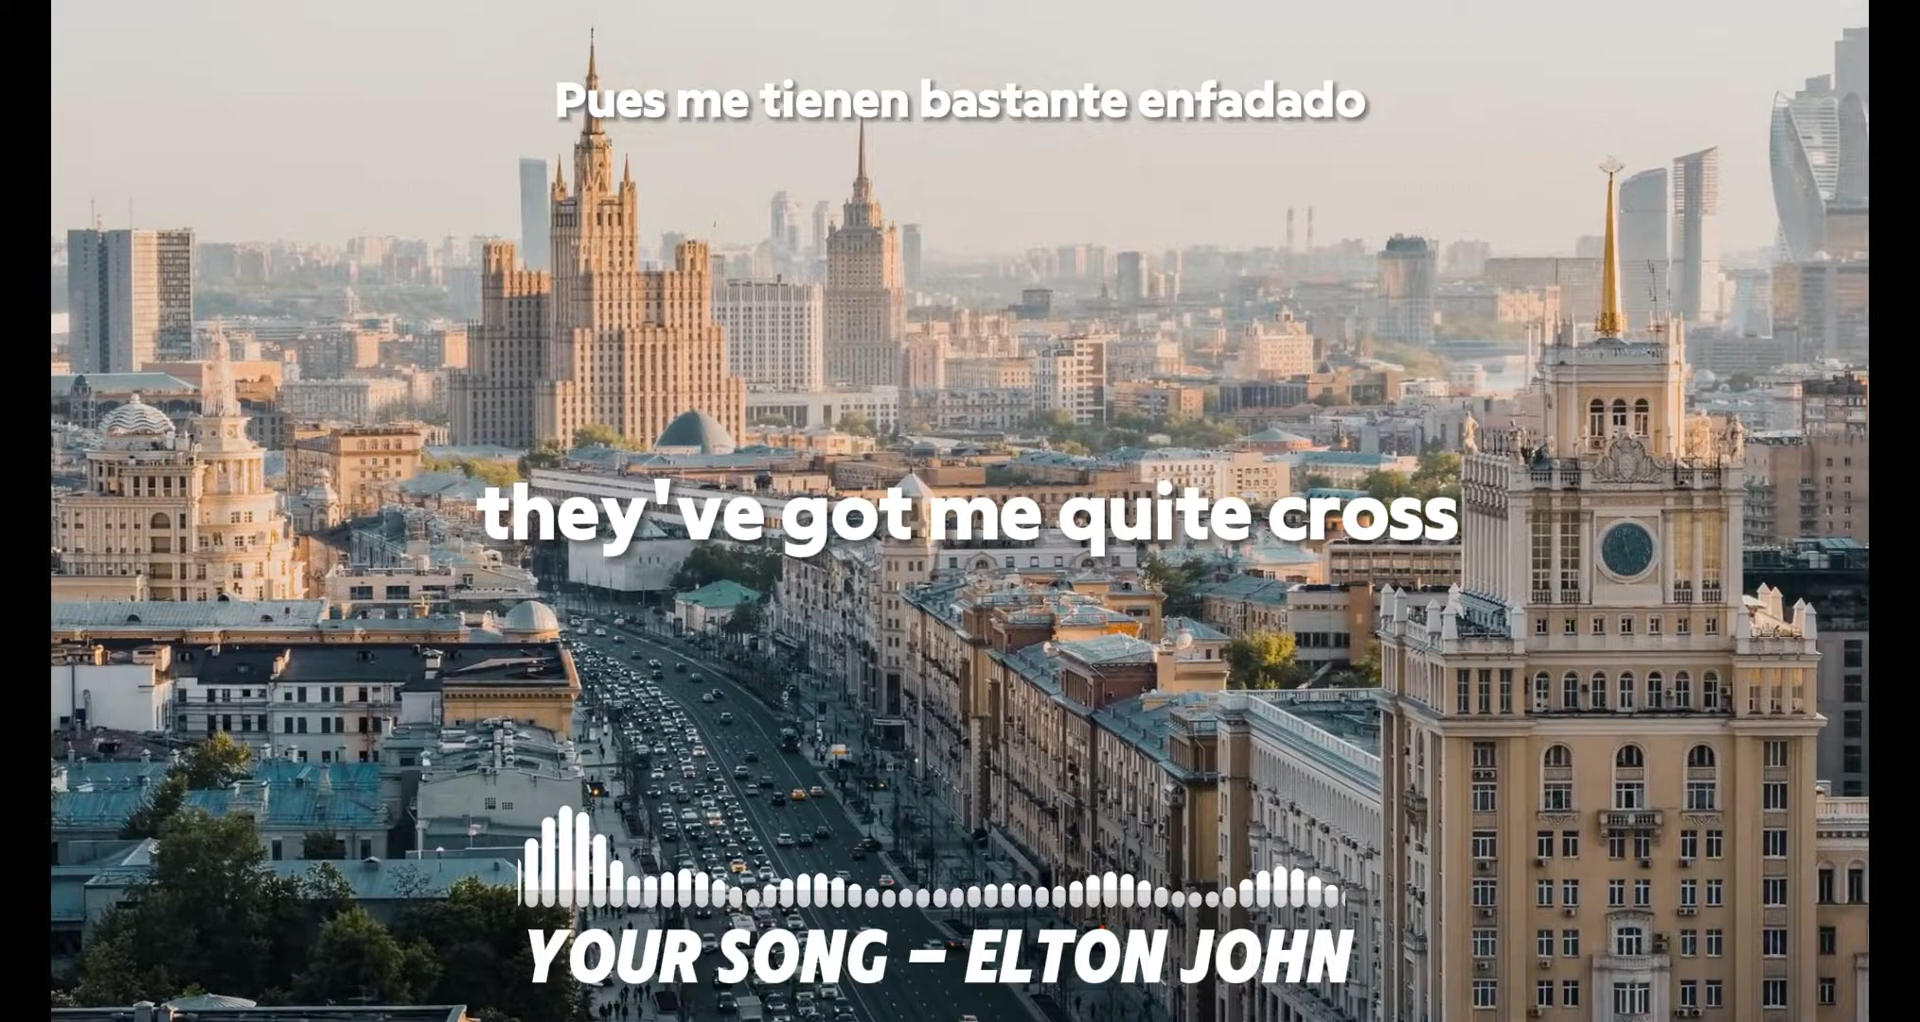 Pues me tienen bastante enfadado
they've got me quite cross
YOUR SONG – ELTON JOHN